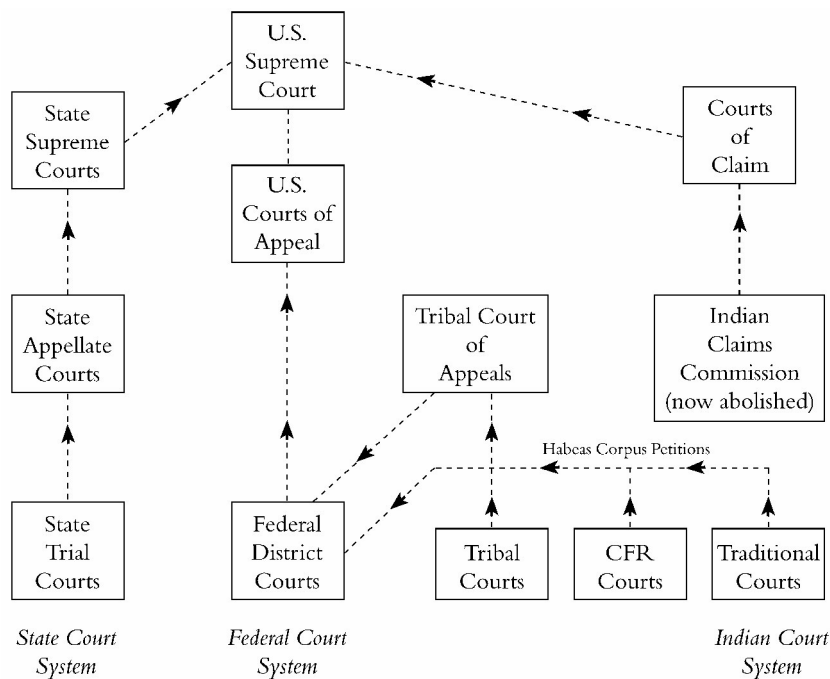 U.S.
Supreme
Court
State
Supreme
Courts
Courts
of
Claim
U.S.
Courts of
Appeal
State
Appellate
Courts
Tribal Court
of
Appeals
Indian
Claims
Commission
(now abolished)
Habeas Corpus Petitions
State
Trial
Courts
Federal
District
Courts
Tribal
Courts
CFR
Courts
Traditional
Courts
State Court
System
Federal Court
System
Indian Court
System